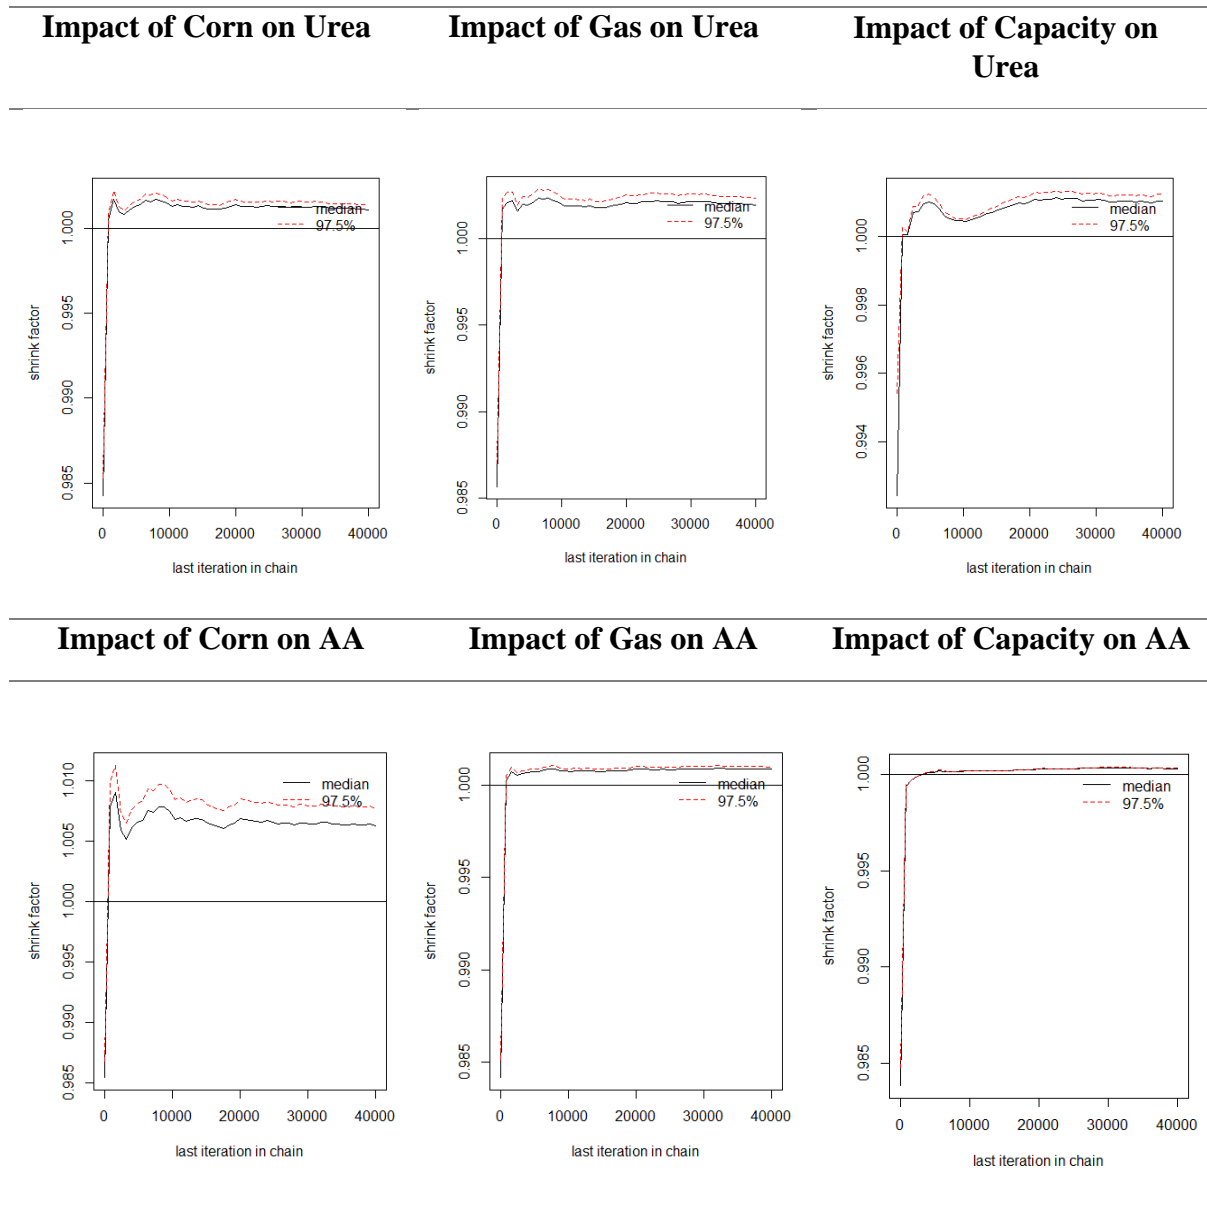 Impact of Corn on Urea
Impact of Gas on Urea
Impact of Capacity on
Urea
shrink factor
1.000
0.995
0.990
0.985
median
97.5%
0
10000
20000
30000
40000
last iteration in chain
shrink factor
1.000
0.995
0.990
0.985
median
97.5%
0
10000
20000
30000
40000
last iteration in chain
shrink factor
1.000
0.998
0.996
0.994
median
97.5%
0
10000
20000
30000
40000
last iteration in chain
Impact of Corn on AA
Impact of Gas on AA
Impact of Capacity on AA
shrink factor
1.010
1.005
1.000
0.995
0.990
0.985
median
97.5%
0
10000
20000
30000
40000
last iteration in chain
shrink factor
1.000
0.995
0.990
0.985
median
97.5%
0
10000
20000
30000
40000
last iteration in chain
shrink factor
1.000
0.995
0.990
0.985
median
97.5%
0
10000
20000
30000
40000
last iteration in chain